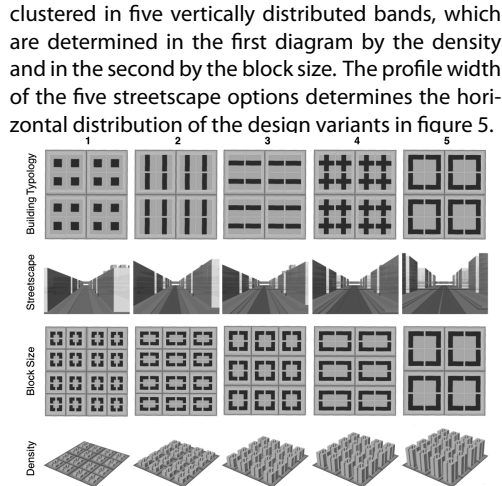 clustered in five vertically distributed bands, which
are determined in the first diagram by the density
and in the second by the block size. The profile width
of the five streetscape options determines the hori-
zontal distribution of the design variants in figure 5.
1 2 3 4 5
Building Typology
Streetscape
Block Size
Density